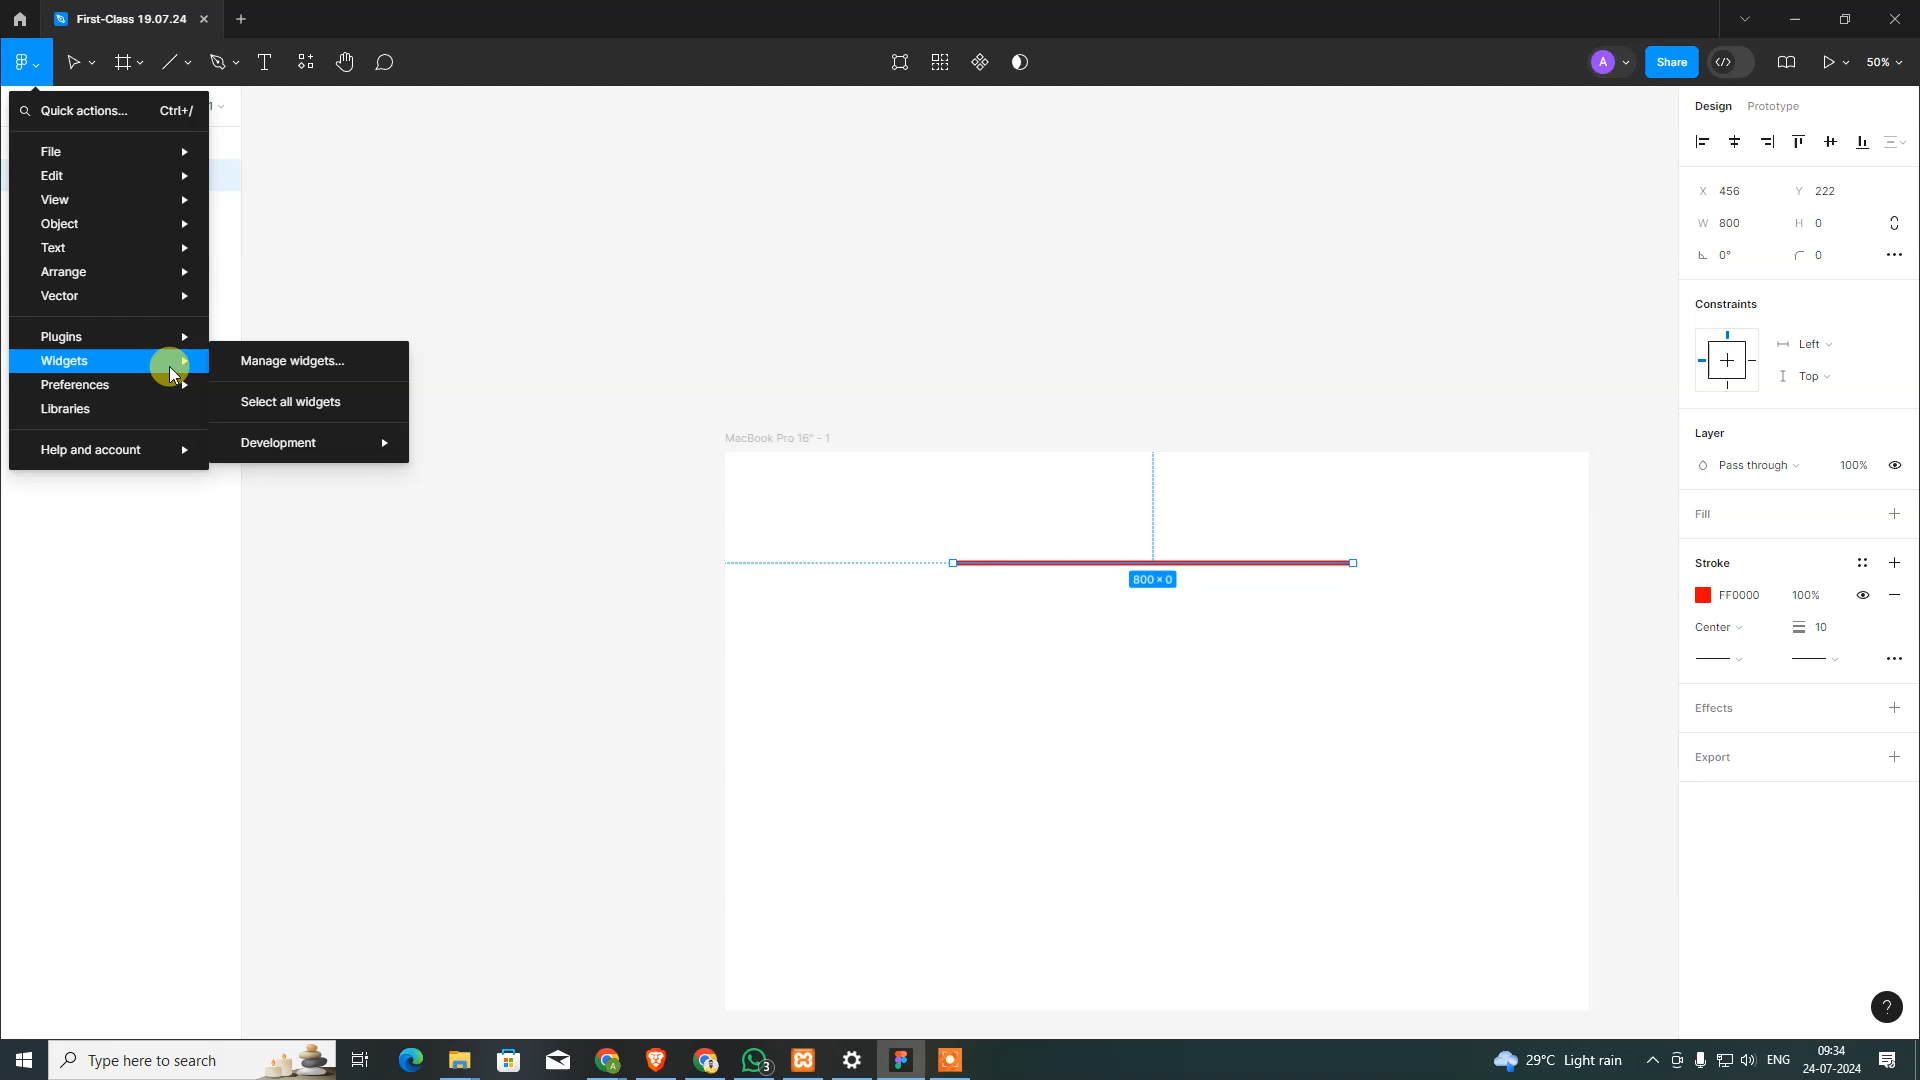 First-Class 19.07.24
A
Share
50%
Quick actions... Ctrl+/
1
File
Edit
View
Object
Text
Arrange
Vector
Plugins
Widgets
Preferences
Libraries
Help and account
Manage widgets...
Select all widgets
Development
MacBook Pro 16" - 1
800 × 0
Design Prototype
X 456 Y 222
W 800 H 0
0° 0
Constraints
Left
Top
Layer
Pass through 100%
Fill
Stroke
FF0000 100%
Center 10
Effects
Export
?
Type here to search
3
29°C Light rain
ENG
09:34
24-07-2024